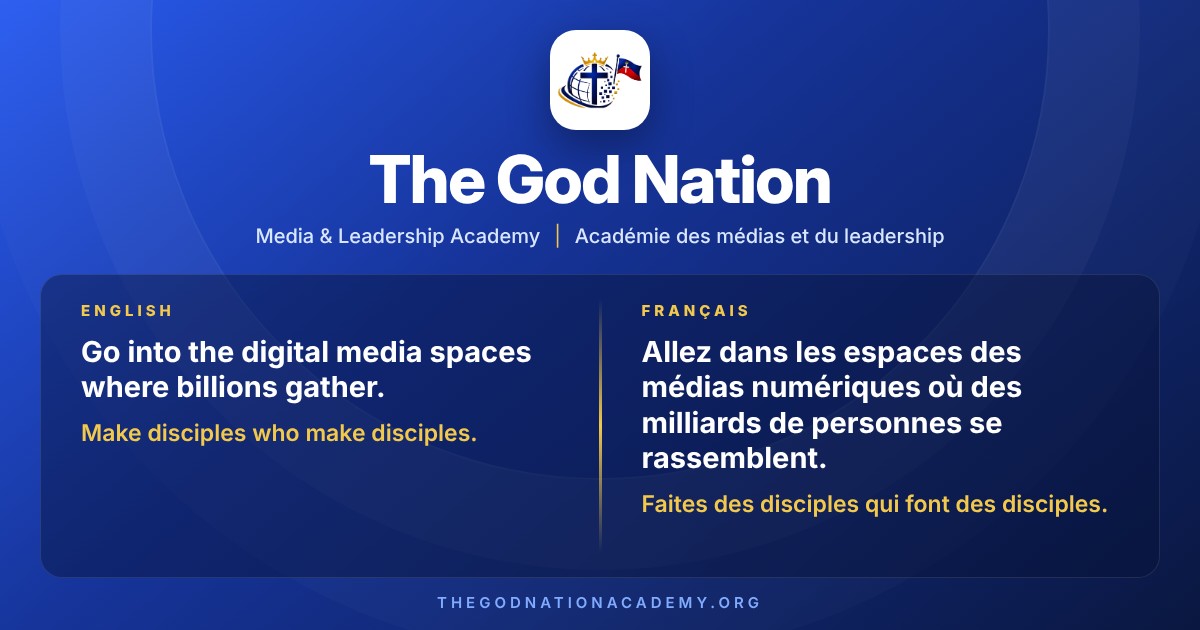 The God Nation
Media & Leadership Academy | Académie des médias et du leadership
ENGLISH
Go into the digital media spaces
where billions gather.
Make disciples who make disciples.
FRANÇAIS
Allez dans les espaces des
médias numériques où des
milliards de personnes se
rassemblent.
Faites des disciples qui font des disciples.
THEGODNATIONACADEMY.ORG